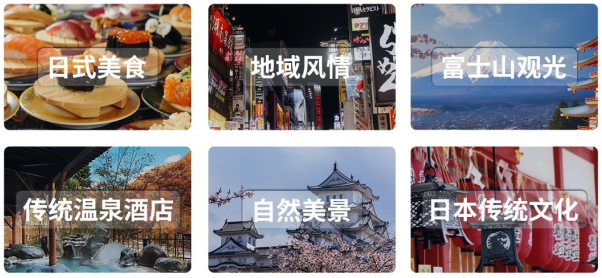 日式美食
地域风情
富士山观光
传统温泉酒店
自然美景
日本传统文化